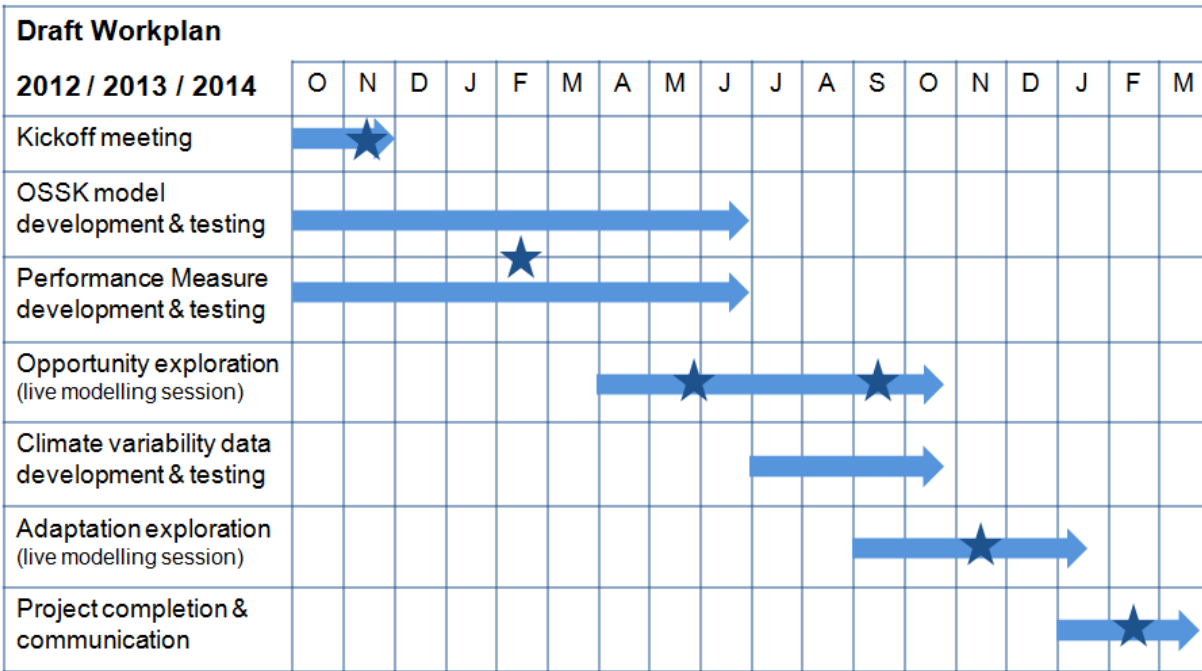 Draft Workplan
2012 / 2013 / 2014 O N D J F M A M J J A S O N D J F M
Kickoff meeting
OSSK model
development & testing
Performance Measure
development & testing
Opportunity exploration
(live modelling session)
Climate variability data
development & testing
Adaptation exploration
(live modelling session)
Project completion &
communication